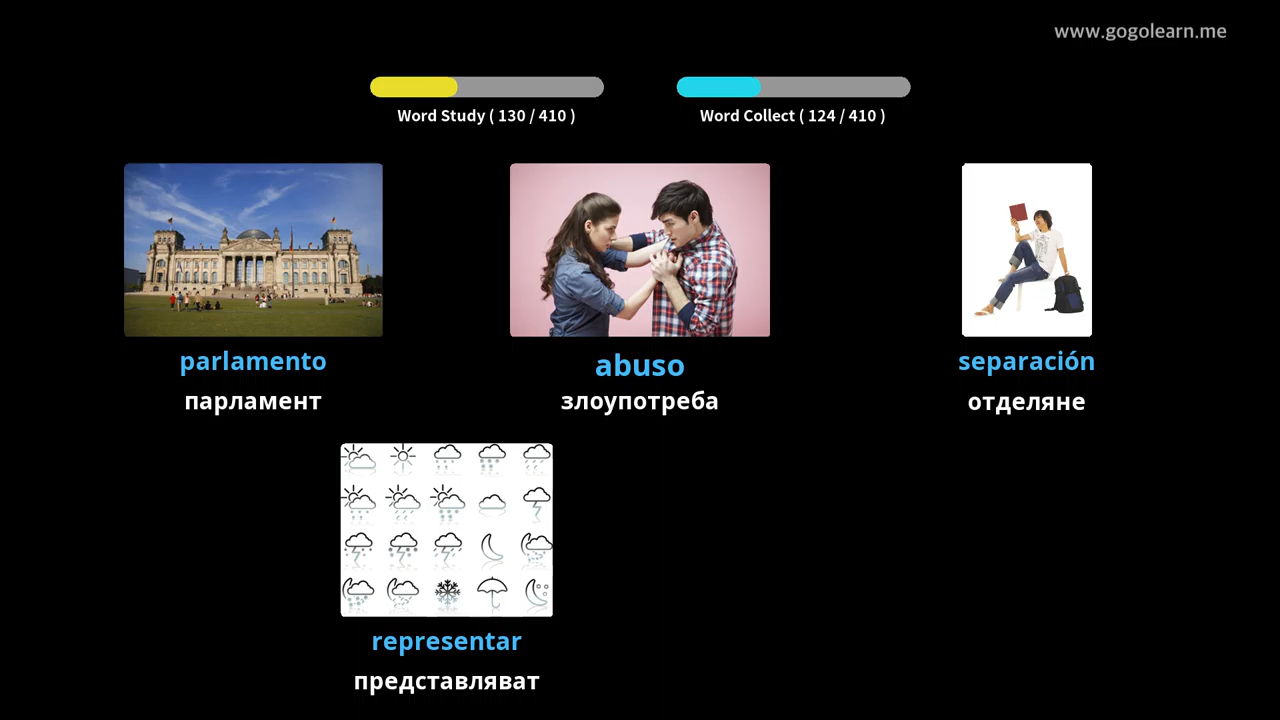 www.gogolearn.me
Word Study ( 130 / 410 )
Word Collect ( 124 / 410 )
parlamento
парламент
abuso
злоупотреба
separación
отделяне
representar
представляват